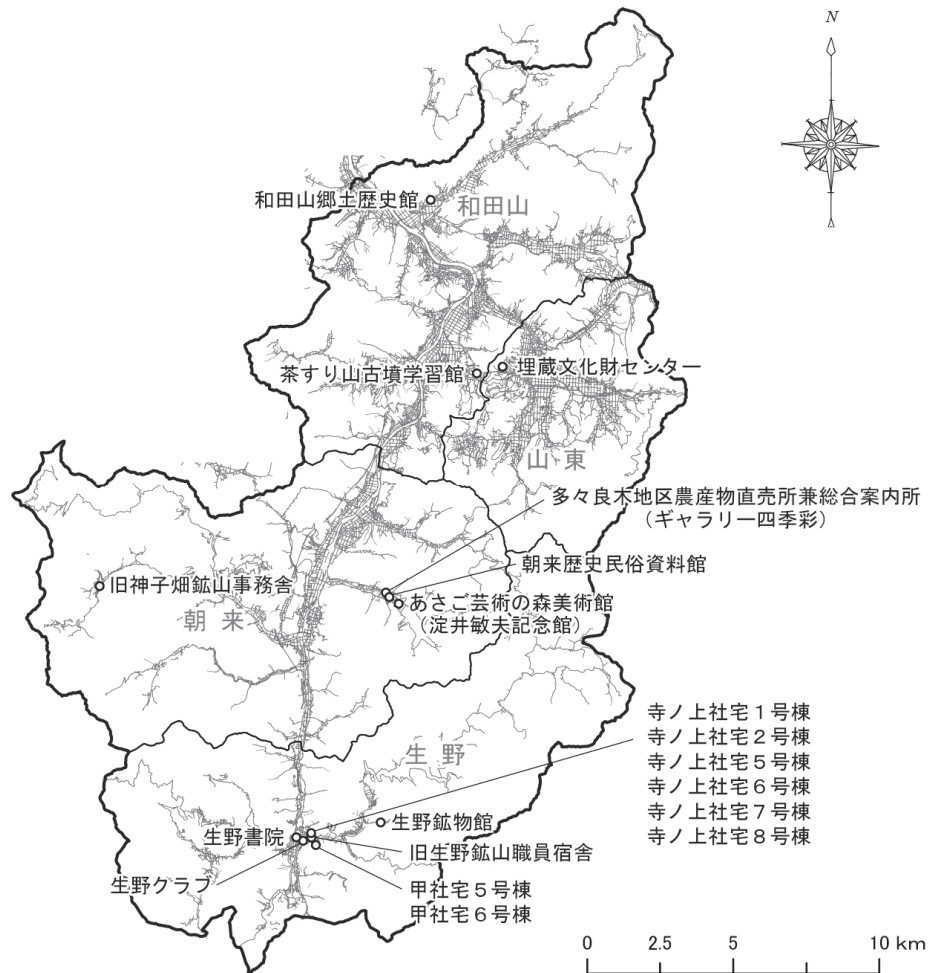 N
和田山郷土歴史館
和田山
茶すり山古墳学習館
埋蔵文化財センター
山東
多々良木地区農産物直売所兼総合案内所
（ギャラリー四季彩）
朝来歴史民俗資料館
旧神子畑鉱山事務舎
あさご芸術の森美術館
（淀井敏夫記念館）
朝来
生野
寺ノ上社宅１号棟
寺ノ上社宅２号棟
寺ノ上社宅５号棟
寺ノ上社宅６号棟
寺ノ上社宅７号棟
寺ノ上社宅８号棟
生野鉱物館
生野書院
旧生野鉱山職員宿舎
生野クラブ
甲社宅５号棟
甲社宅６号棟
0 2.5 5 10 km